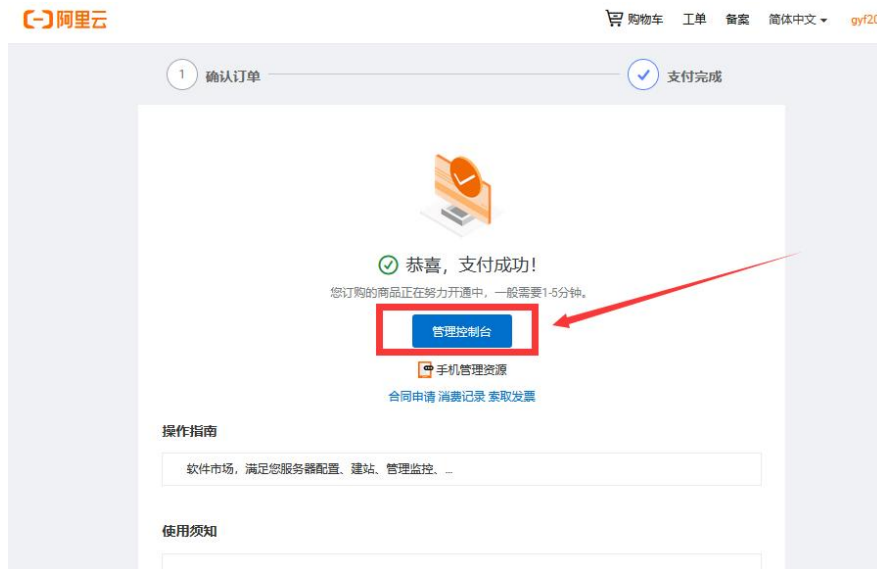 阿里云
购物车 工单 备案 简体中文 gyf20
1 确认订单 支付完成
恭喜，支付成功！
您订购的商品正在努力开通中，一般需要1-5分钟。
管理控制台
手机管理资源
合同申请 消费记录 索取发票
操作指南
软件市场，满足您服务器配置、建站、管理监控、...
使用须知